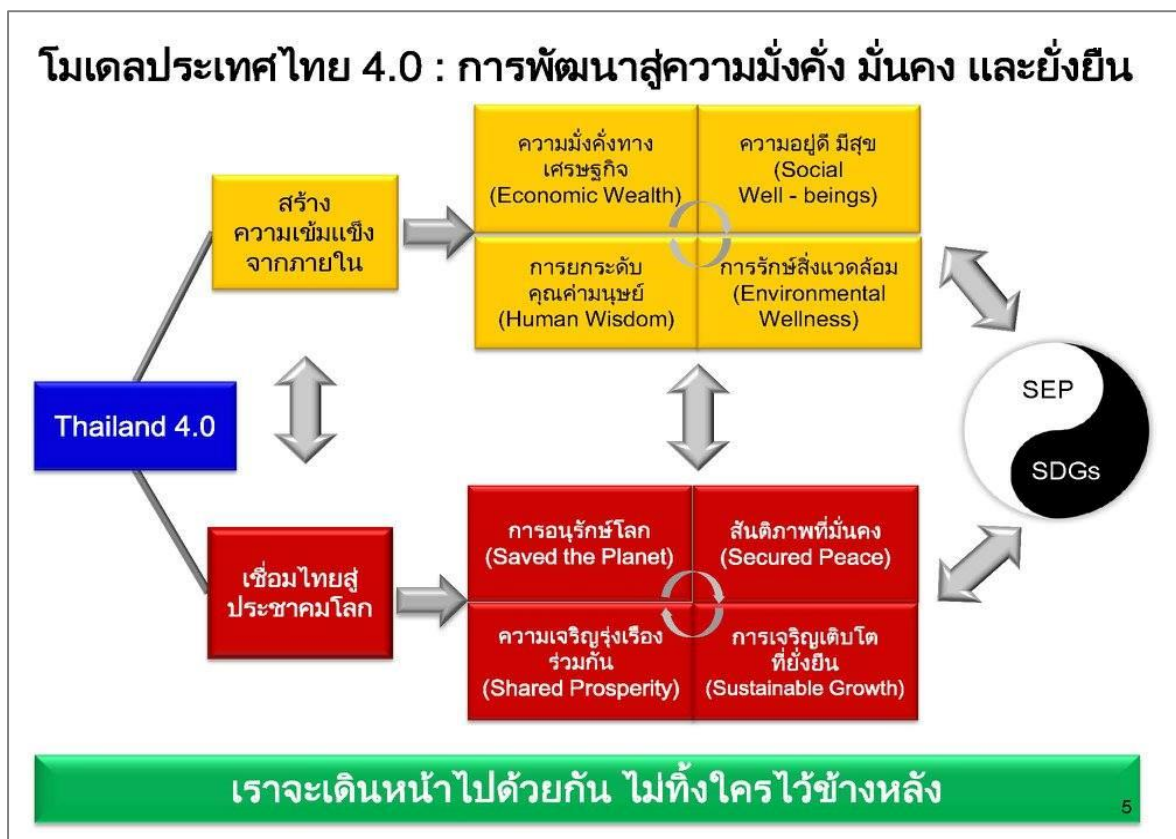 โมเดลประเทศไทย 4.0 : การพัฒนาสู่ความมั่งคั่ง มั่นคง และยั่งยืน
Thailand 4.0
สร้าง
ความเข้มแข็ง
จากภายใน
ความมั่งคั่งทาง
เศรษฐกิจ
(Economic Wealth)
ความอยู่ดี มีสุข
(Social
Well - beings)
การยกระดับ
คุณค่ามนุษย์
(Human Wisdom)
การรักษ์สิ่งแวดล้อม
(Environmental
Wellness)
เชื่อมไทยสู่
ประชาคมโลก
การอนุรักษ์โลก
(Saved the Planet)
สันติภาพที่มั่นคง
(Secured Peace)
ความเจริญรุ่งเรือง
ร่วมกัน
(Shared Prosperity)
การเจริญเติบโต
ที่ยั่งยืน
(Sustainable Growth)
SEP
SDGs
เราจะเดินหน้าไปด้วยกัน ไม่ทิ้งใครไว้ข้างหลัง
5